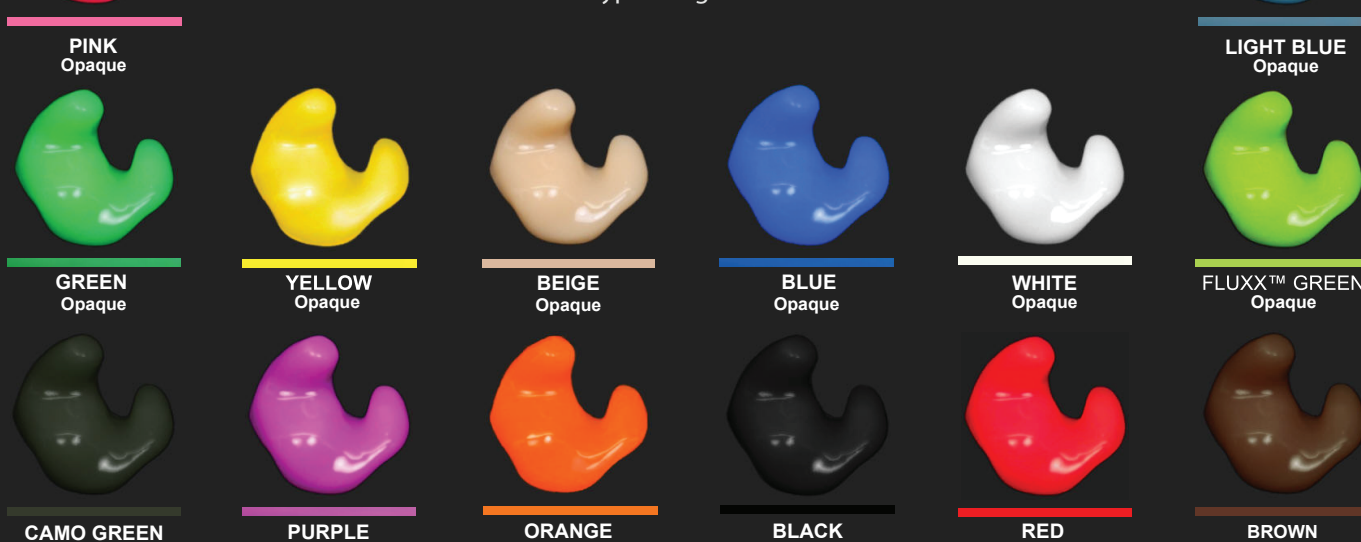 PINK
Opaque
LIGHT BLUE
Opaque
GREEN
Opaque
YELLOW
Opaque
BEIGE
Opaque
BLUE
Opaque
WHITE
Opaque
FLUXX™ GREEN
Opaque
CAMO GREEN
PURPLE
ORANGE
BLACK
RED
BROWN